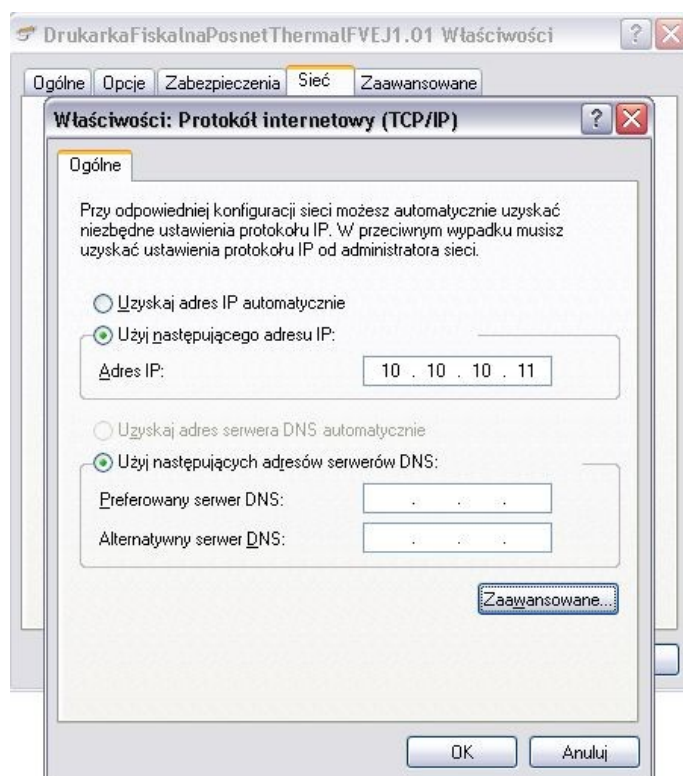 DrukarkaFiskalnaPosnetThermalFVEJ1.01 Właściwości
Ogólne Opcje Zabezpieczenia Sieć Zaawansowane
Właściwości: Protokół internetowy (TCP/IP)
Ogólne
Przy odpowiedniej konfiguracji sieci możesz automatycznie uzyskać
niezbędne ustawienia protokołu IP. W przeciwnym wypadku musisz
uzyskać ustawienia protokołu IP od administratora sieci.
Uzyskaj adres IP automatycznie
Użyj następującego adresu IP:
Adres IP: 10 . 10 . 10 . 11
Uzyskaj adres serwera DNS automatycznie
Użyj następujących adresów serwerów DNS:
Preferowany serwer DNS: . . .
Alternatywny serwer DNS: . . .
Zaawansowane...
OK Anuluj